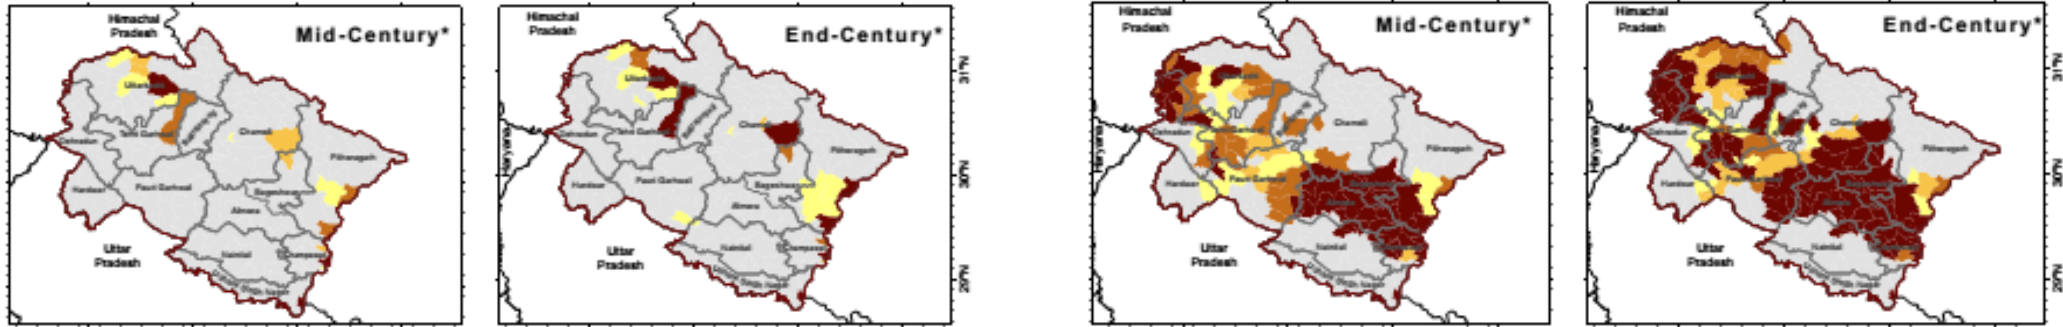 Himachal
Pradesh
Mid-Century*
Uttarkashi
Tehri Garhwal
Chamoli
Dehradun
Pithoragarh
Haridwar
Pauri Garhwal
Bageshwar
Almora
Nainital
Champawat
Uttar
Pradesh
Himachal
Pradesh
End-Century*
31°N
Uttarkashi
Tehri Garhwal
Chamoli
Haryana
Dehradun
Pithoragarh
30°N
Haridwar
Pauri Garhwal
Bageshwar
Almora
Nainital
Champawat
Uttar
Pradesh
29°N
Himachal
Pradesh
Mid-Century*
Chamoli
Haryana
Dehradun
Pithoragarh
Haridwar
Pauri Garhwal
Almora
Nainital
Uttar
Pradesh
Himachal
Pradesh
End-Century*
31°N
Haryana
Dehradun
Pithoragarh
30°N
Haridwar
Almora
Nainital
Uttar
Pradesh
29°N